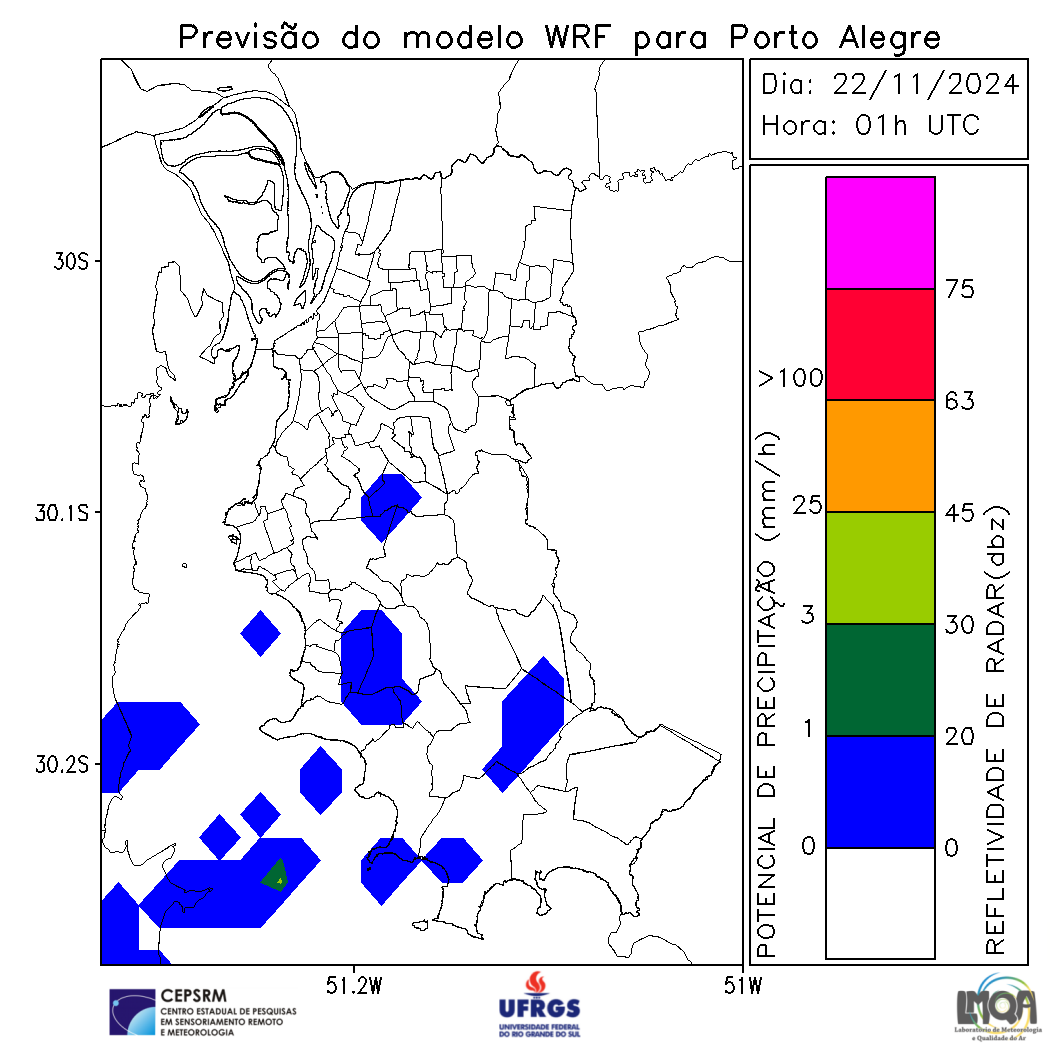 Previsão do modelo WRF para Porto Alegre
Dia: 22/11/2024
Hora: 01h UTC
30S
30.1S
30.2S
51.2W
51W
POTENCIAL DE PRECIPITAÇÃO (mm/h)
>100
25
3
1
0
75
63
45
30
20
0
REFLETIVIDADE DE RADAR(dbz)
CEPSRM
CENTRO ESTADUAL DE PESQUISAS
EM SENSORIAMENTO REMOTO
E METEOROLOGIA
UFRGS
UNIVERSIDADE FEDERAL
DO RIO GRANDE DO SUL
LMQA
Laboratório de Meteorologia
e Qualidade do Ar